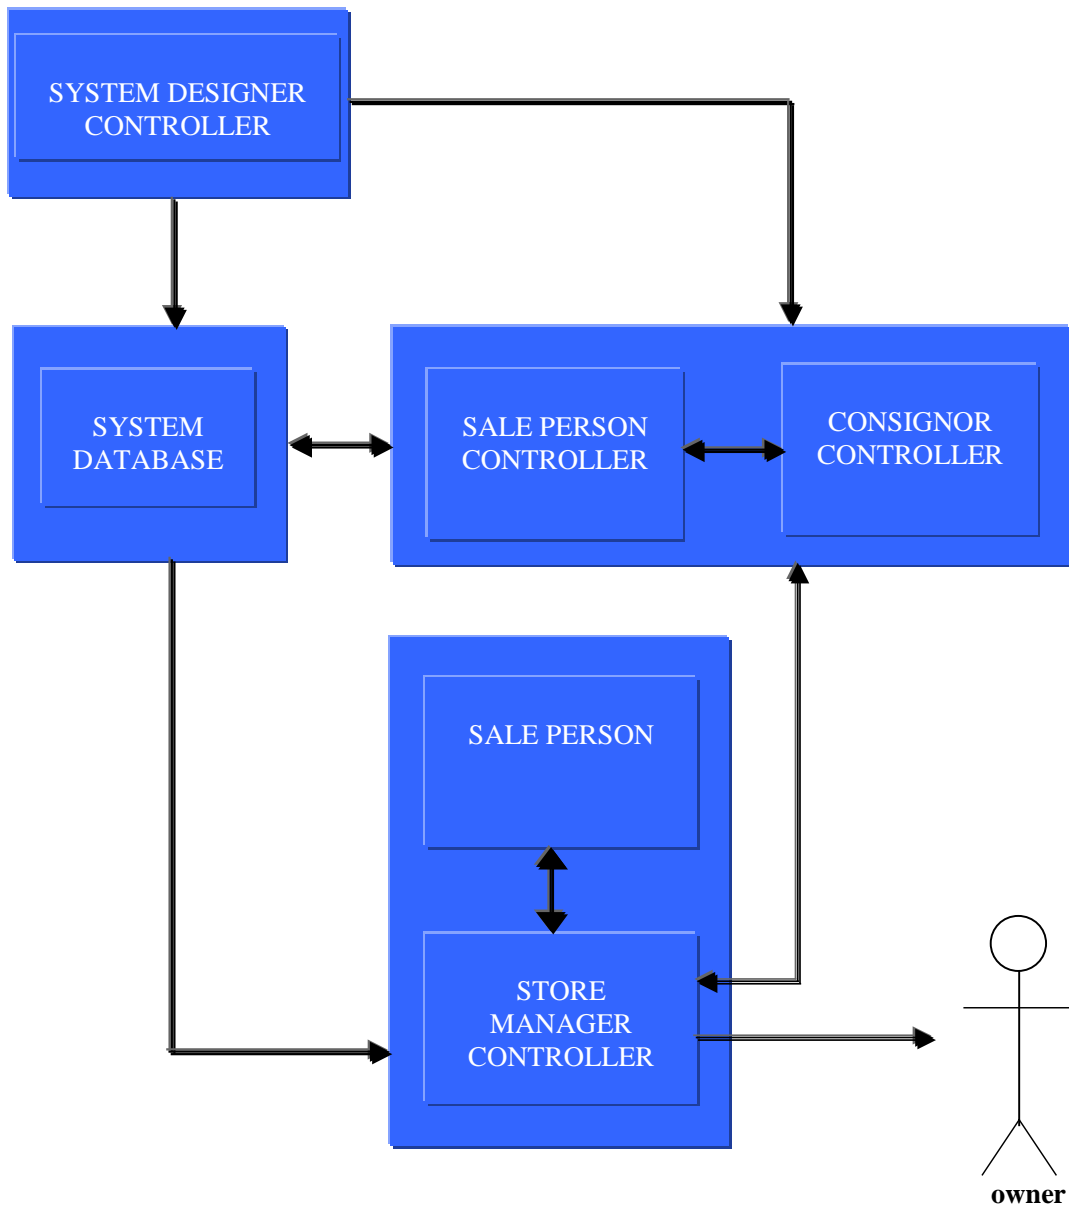 SYSTEM DESIGNER
CONTROLLER
SYSTEM
DATABASE
SALE PERSON
CONTROLLER
CONSIGNOR
CONTROLLER
SALE PERSON
STORE
MANAGER
CONTROLLER
owner